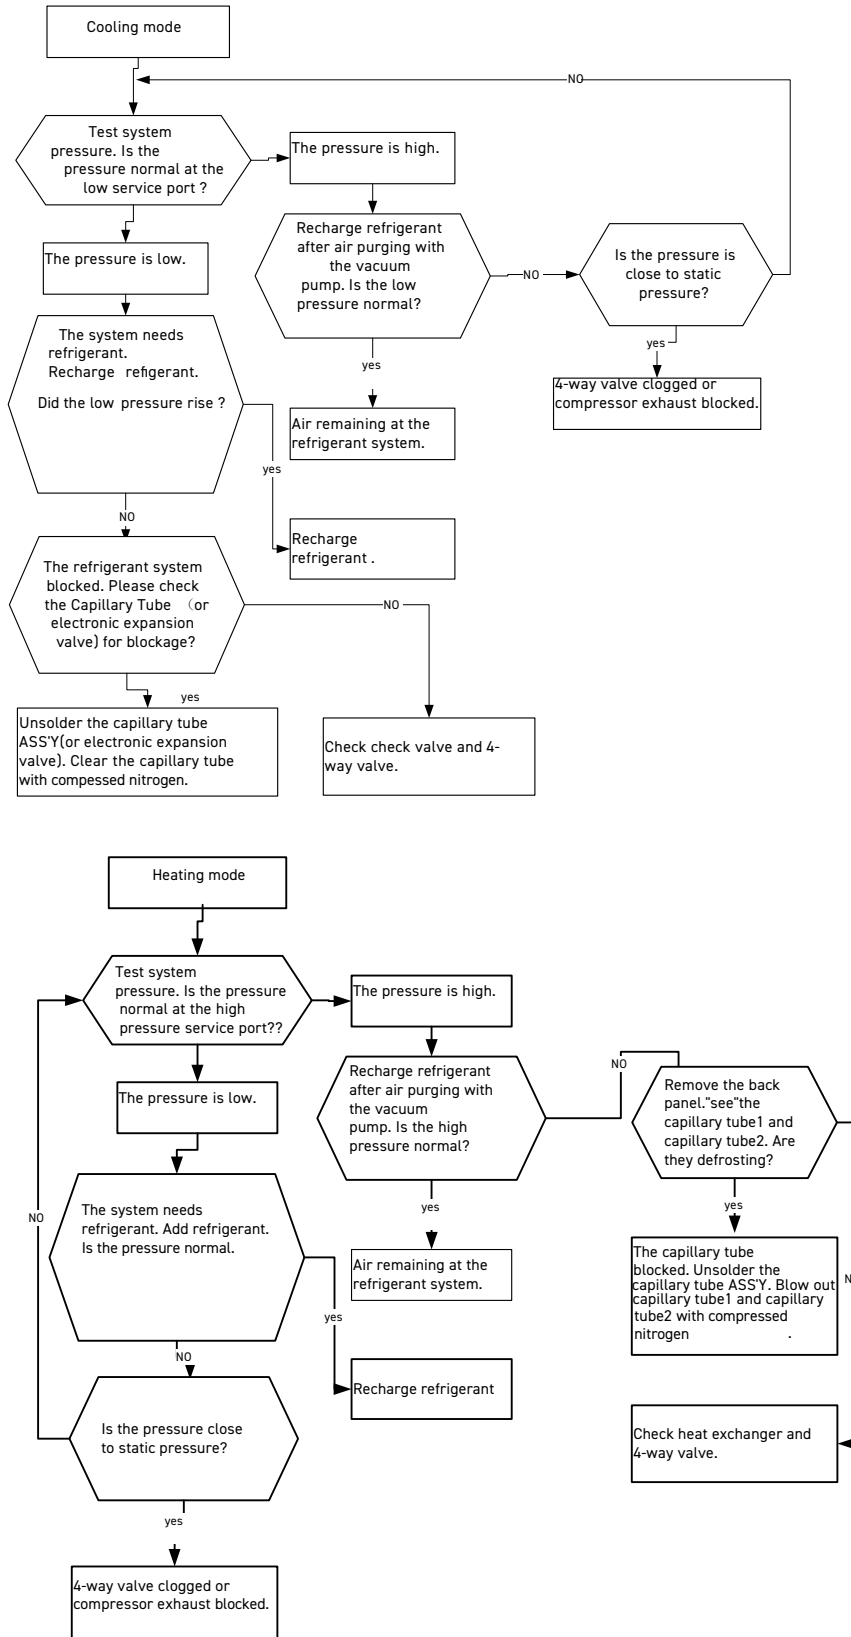 Cooling mode
NO
Test system
pressure. Is the
pressure normal at the
low service port ?
The pressure is high.
Recharge refrigerant
after air purging with
the vacuum
pump. Is the low
pressure normal?
NO
Is the pressure is
close to static
pressure?
The pressure is low.
The system needs
refrigerant.
Recharge refigerant.
Did the low pressure rise ?
yes
yes
4-way valve clogged or
compressor exhaust blocked.
Air remaining at the
refrigerant system.
yes
NO
Recharge
refrigerant .
The refrigerant system
blocked. Please check
the Capillary Tube （or
electronic expansion
valve) for blockage?
NO
yes
Unsolder the capillary tube
ASS'Y(or electronic expansion
valve). Clear the capillary tube
with compessed nitrogen.
Check check valve and 4-
way valve.
Heating mode
Test system
pressure. Is the pressure
normal at the high
pressure service port??
The pressure is high.
Recharge refrigerant
after air purging with
the vacuum
pump. Is the high
pressure normal?
NO
Remove the back
panel."see"the
capillary tube1 and
capillary tube2. Are
they defrosting?
The pressure is low.
The system needs
refrigerant. Add refrigerant.
Is the pressure normal.
NO
yes
yes
Air remaining at the
refrigerant system.
The capillary tube
blocked. Unsolder the
capillary tube ASS'Y. Blow out
capillary tube1 and capillary
tube2 with compressed
nitrogen .
yes
NO
Recharge refrigerant
Is the pressure close
to static pressure?
Check heat exchanger and
4-way valve.
yes
4-way valve clogged or
compressor exhaust blocked.